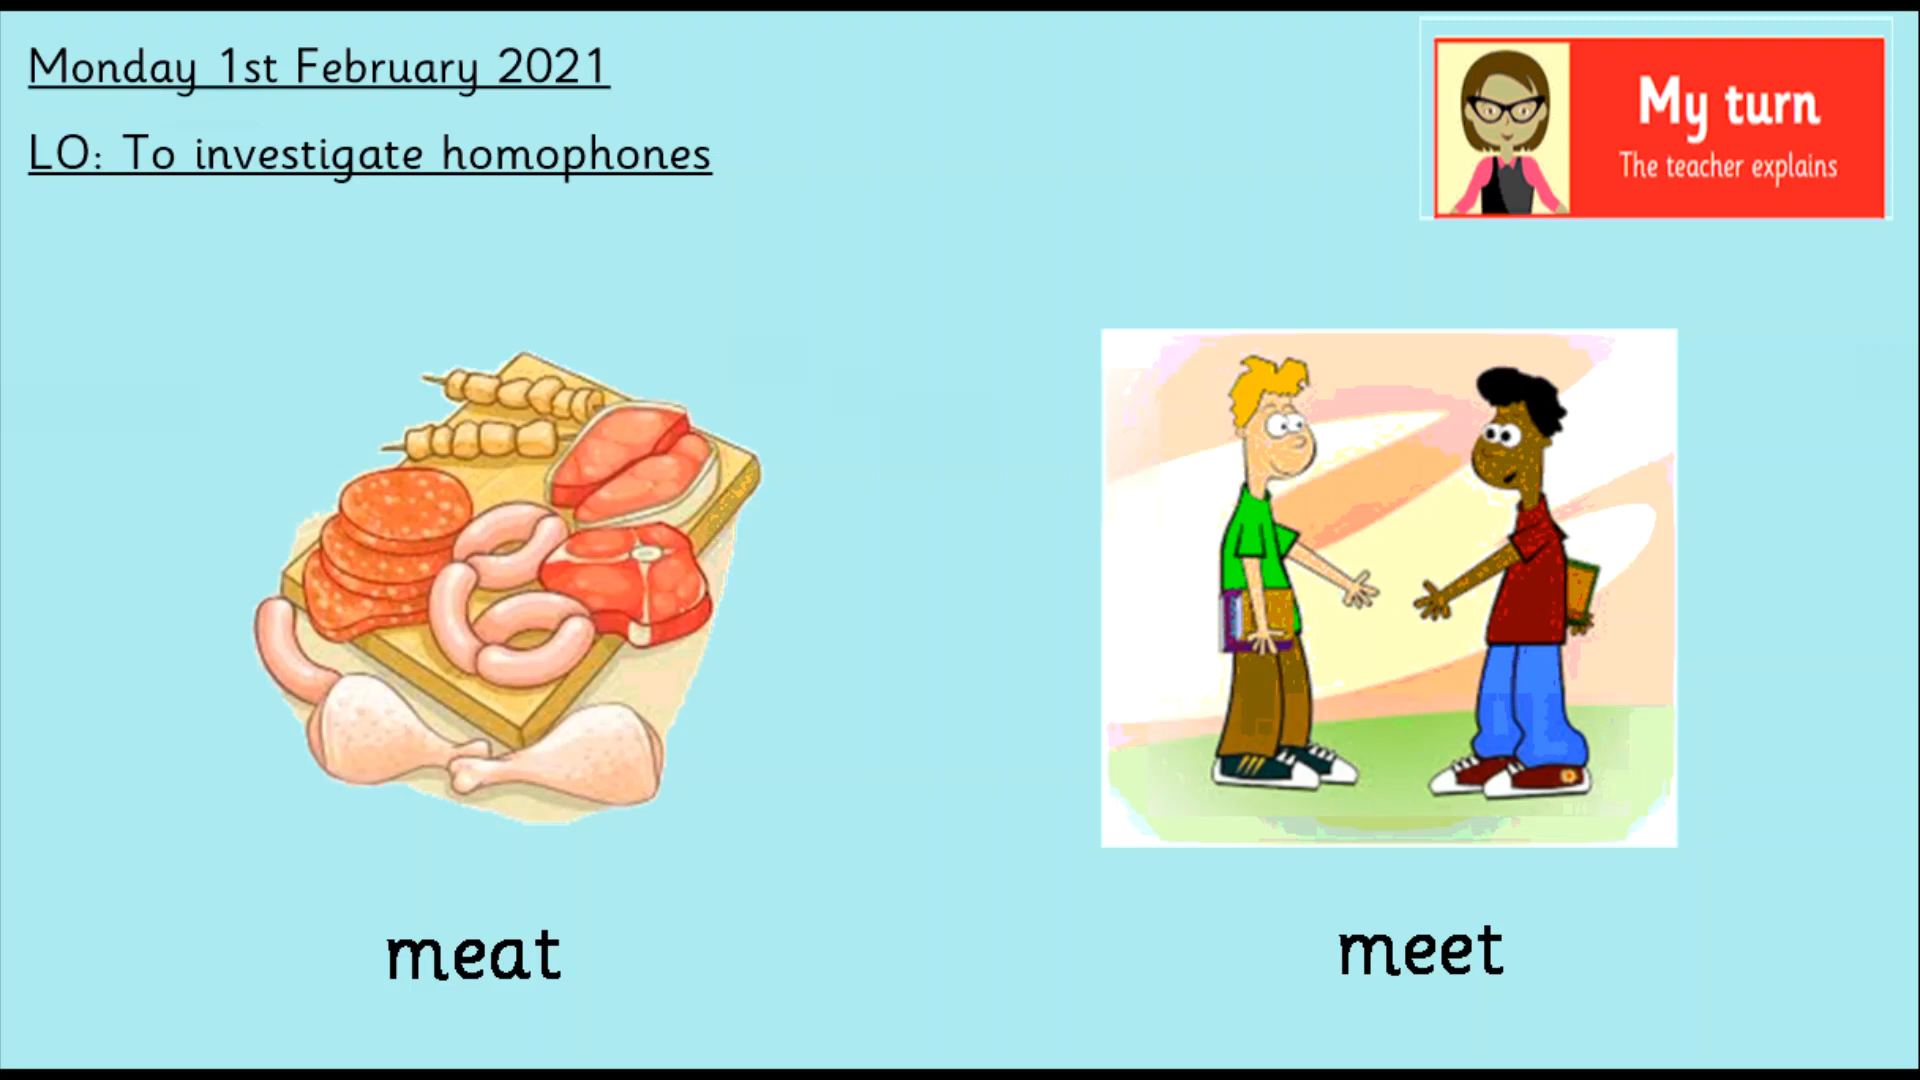 Monday 1st February 2021
LO: To investigate homophones
My turn
The teacher explains
meat
meet